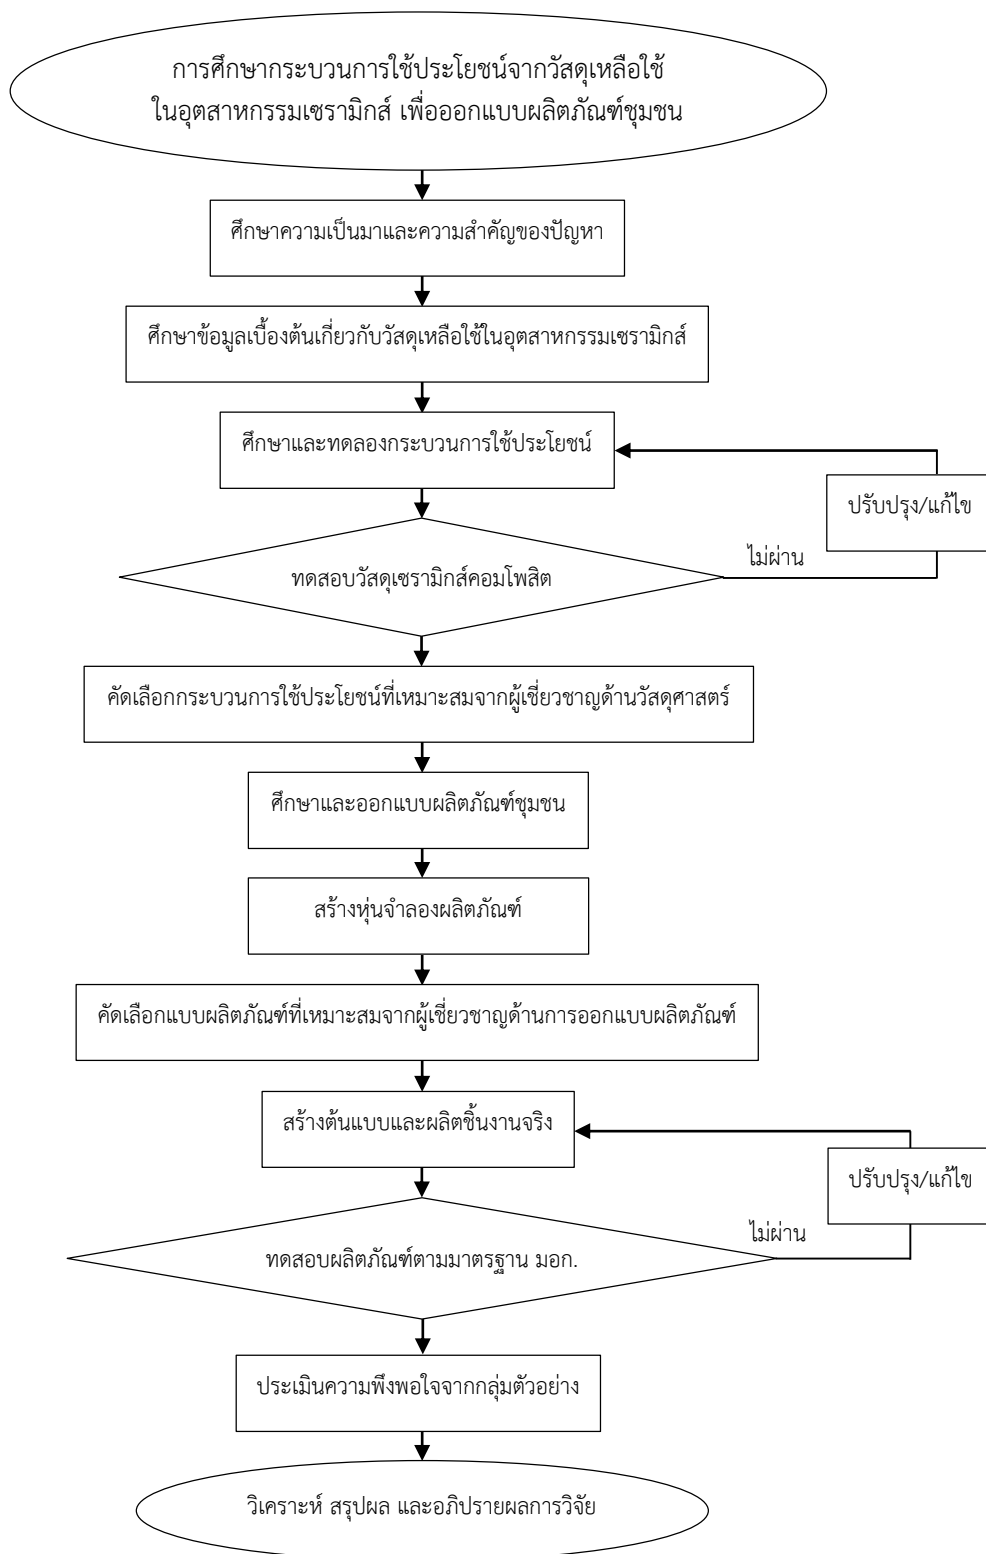 การศึกษากระบวนการใช้ประโยชน์จากวัสดุเหลือใช้
ในอุตสาหกรรมเซรามิกส์ เพื่อออกแบบผลิตภัณฑ์ชุมชน
ศึกษาความเป็นมาและความสำคัญของปัญหา
ศึกษาข้อมูลเบื้องต้นเกี่ยวกับวัสดุเหลือใช้ในอุตสาหกรรมเซรามิกส์
ศึกษาและทดลองกระบวนการใช้ประโยชน์
ปรับปรุง/แก้ไข
ไม่ผ่าน
ทดสอบวัสดุเซรามิกส์คอมโพสิต
คัดเลือกกระบวนการใช้ประโยชน์ที่เหมาะสมจากผู้เชี่ยวชาญด้านวัสดุศาสตร์
ศึกษาและออกแบบผลิตภัณฑ์ชุมชน
สร้างหุ่นจำลองผลิตภัณฑ์
คัดเลือกแบบผลิตภัณฑ์ที่เหมาะสมจากผู้เชี่ยวชาญด้านการออกแบบผลิตภัณฑ์
สร้างต้นแบบและผลิตชิ้นงานจริง
ปรับปรุง/แก้ไข
ไม่ผ่าน
ทดสอบผลิตภัณฑ์ตามมาตรฐาน มอก.
ประเมินความพึงพอใจจากกลุ่มตัวอย่าง
วิเคราะห์ สรุปผล และอภิปรายผลการวิจัย